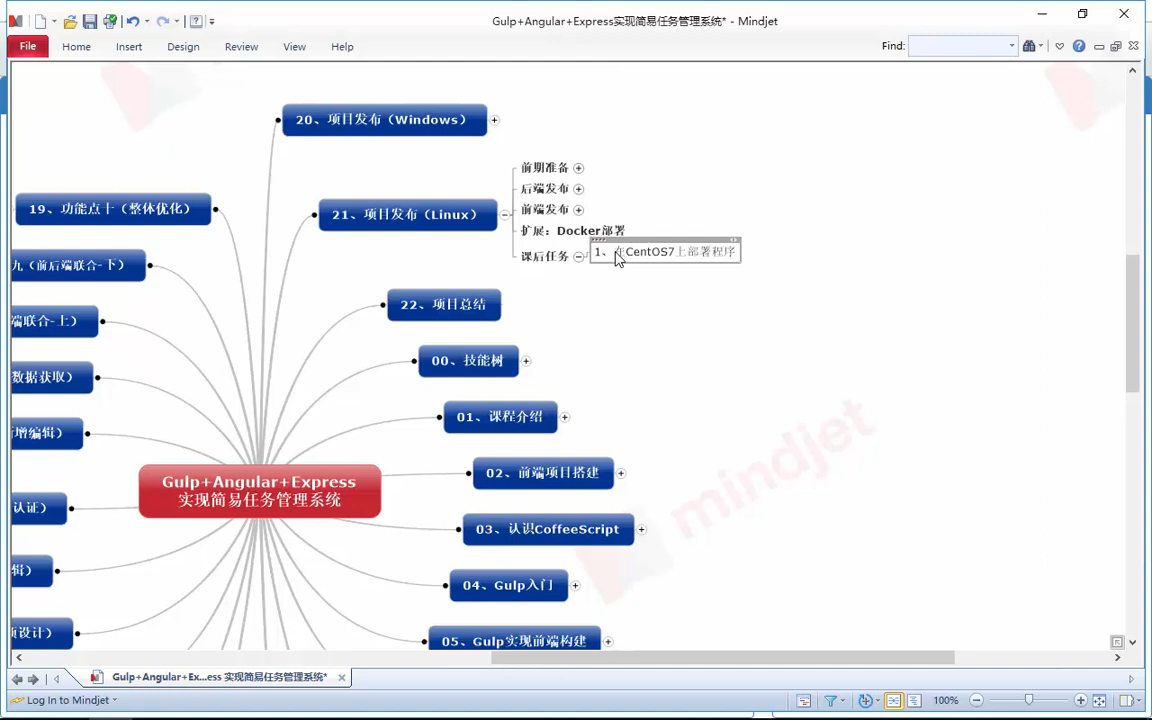 Gulp+Angular+Express实现简易任务管理系统* - Mindjet
File
Home
Insert
Design
Review
View
Help
Find:
20、项目发布（Windows）
前期准备
后端发布
21、项目发布（Linux）
前端发布
扩展：Docker部署
课后任务
1、在CentOS7上部署程序
19、功能点十（整体优化）
九（前后端联合-下）
22、项目总结
端联合-上）
00、技能树
数据获取）
01、课程介绍
增编辑）
02、前端项目搭建
Gulp+Angular+Express
实现简易任务管理系统
认证）
03、认识CoffeeScript
辑）
04、Gulp入门
设计）
05、Gulp实现前端构建
mindjet
Gulp+Angular+Ex...ess 实现简易任务管理系统*
Log In to Mindjet
100%